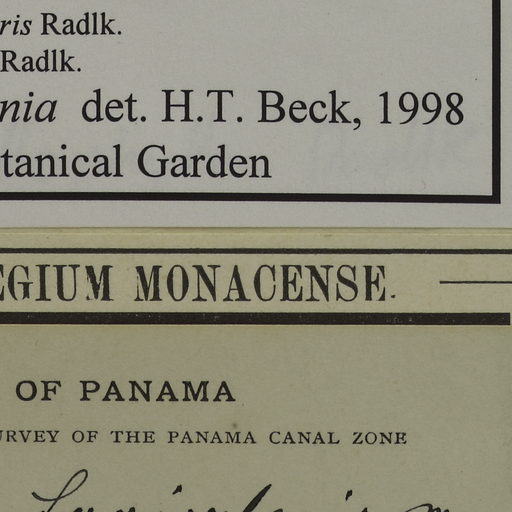 ris Radlk.
Radlk.
nia det. H.T. Beck, 1998
tanical Garden
EGIUM MONACENSE.
OF PANAMA
URVEY OF THE PANAMA CANAL ZONE